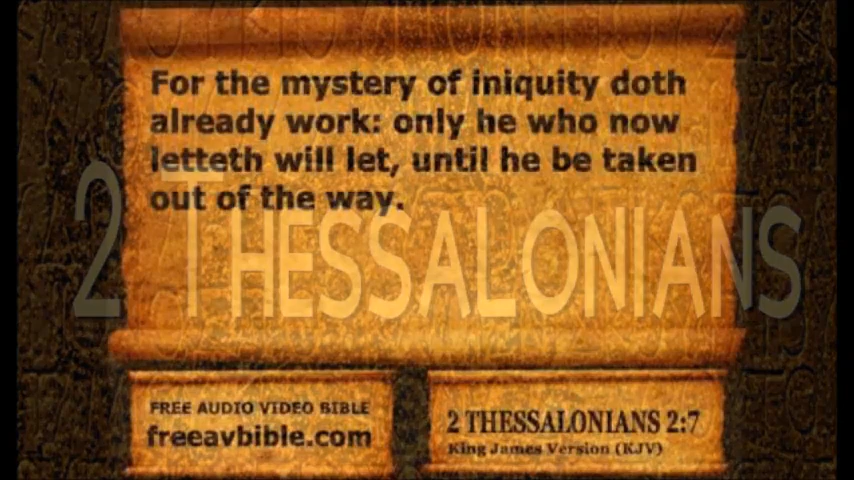 For the mystery of iniquity doth
already work: only he who now
letteth will let, until he be taken
out of the way.
2 THESSALONIANS
FREE AUDIO VIDEO BIBLE
freeavbible.com
2 THESSALONIANS 2:7
King James Version (KJV)